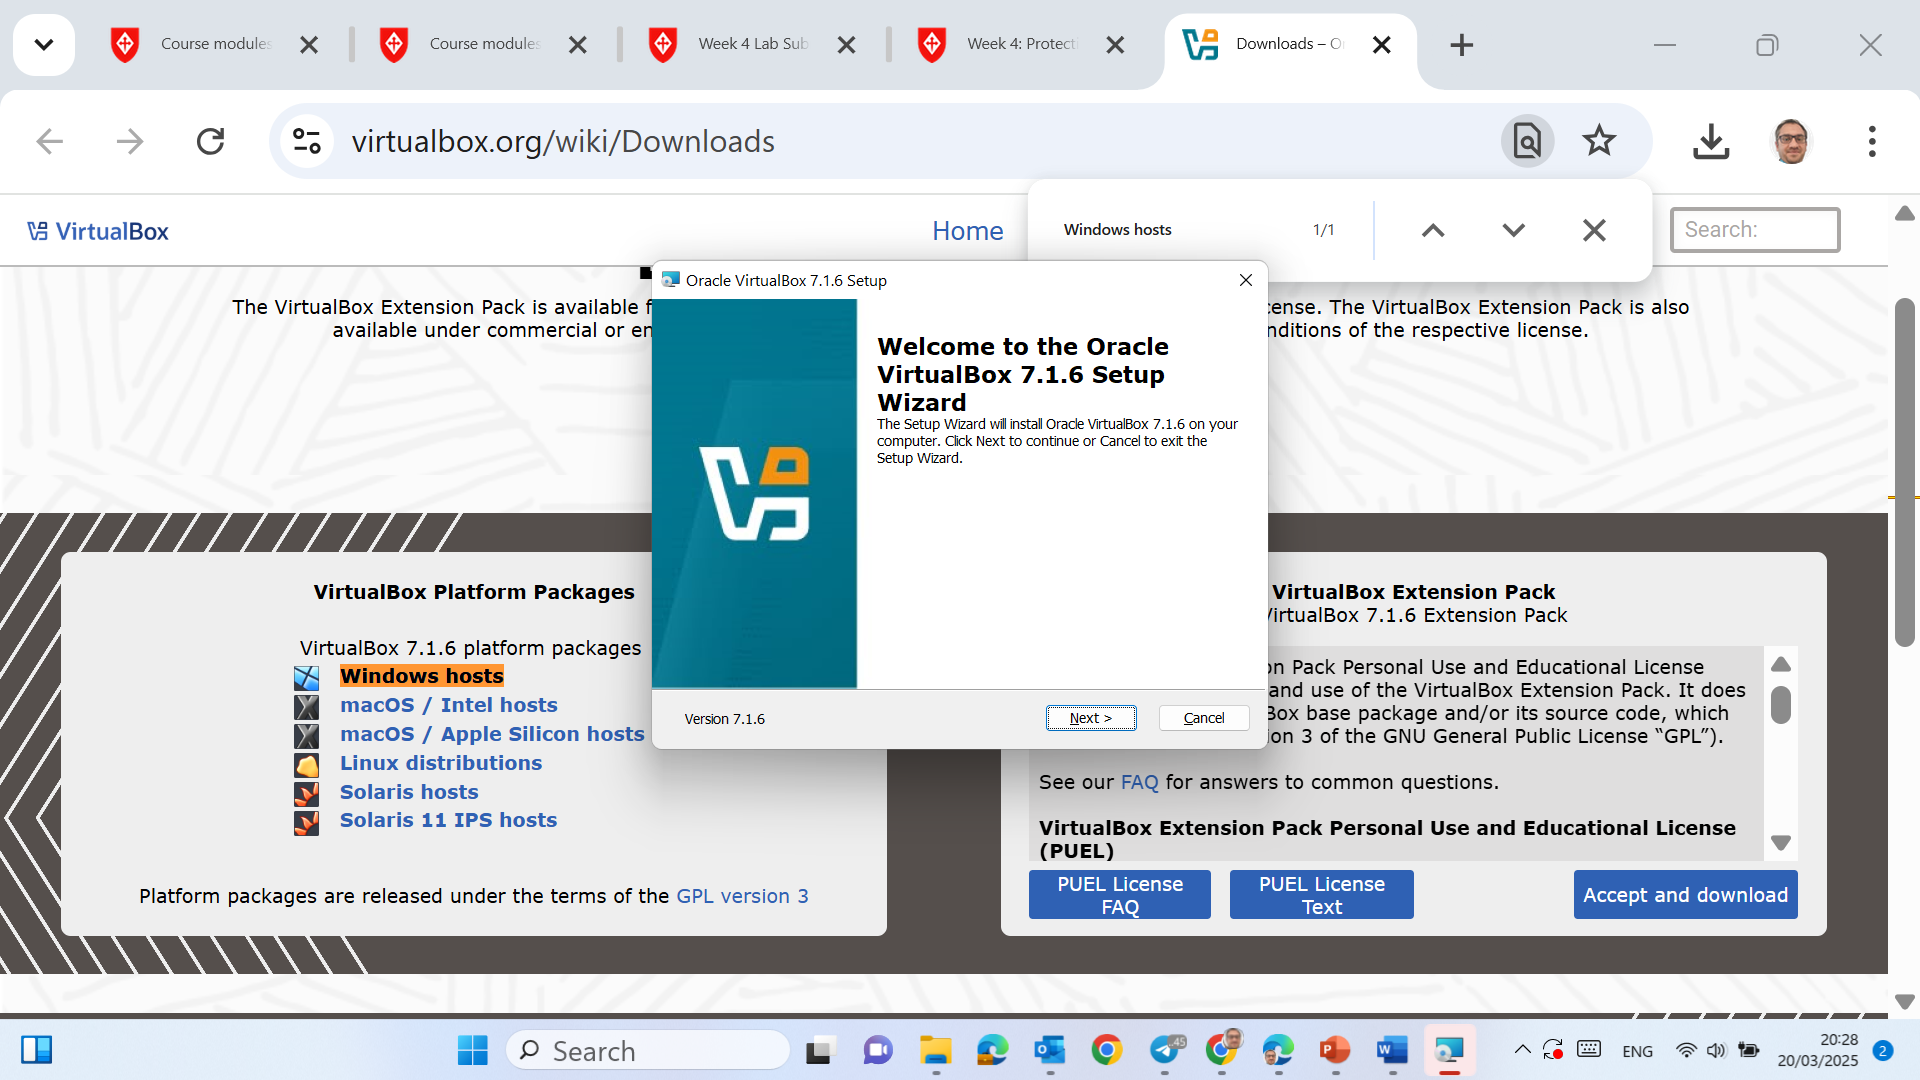 Course modules
Course modules
Week 4 Lab Sub
Week 4: Protect
Downloads – O
virtualbox.org/wiki/Downloads
Windows hosts
1/1
VirtualBox
Home
Search:
The VirtualBox Extension Pack is available
cense. The VirtualBox Extension Pack is also
available under commercial or en
nditions of the respective license.
Oracle VirtualBox 7.1.6 Setup
Welcome to the Oracle
VirtualBox 7.1.6 Setup
Wizard
The Setup Wizard will install Oracle VirtualBox 7.1.6 on your
computer. Click Next to continue or Cancel to exit the
Setup Wizard.
Version 7.1.6
Next >
Cancel
VirtualBox Platform Packages
VirtualBox 7.1.6 platform packages
Windows hosts
macOS / Intel hosts
macOS / Apple Silicon hosts
Linux distributions
Solaris hosts
Solaris 11 IPS hosts
Platform packages are released under the terms of the GPL version 3
VirtualBox Extension Pack
VirtualBox 7.1.6 Extension Pack
on Pack Personal Use and Educational License
and use of the VirtualBox Extension Pack. It does
Box base package and/or its source code, which
ion 3 of the GNU General Public License “GPL”).
See our FAQ for answers to common questions.
VirtualBox Extension Pack Personal Use and Educational License
(PUEL)
PUEL License
FAQ
PUEL License
Text
Accept and download
Search
45
ENG
20:28
20/03/2025
2